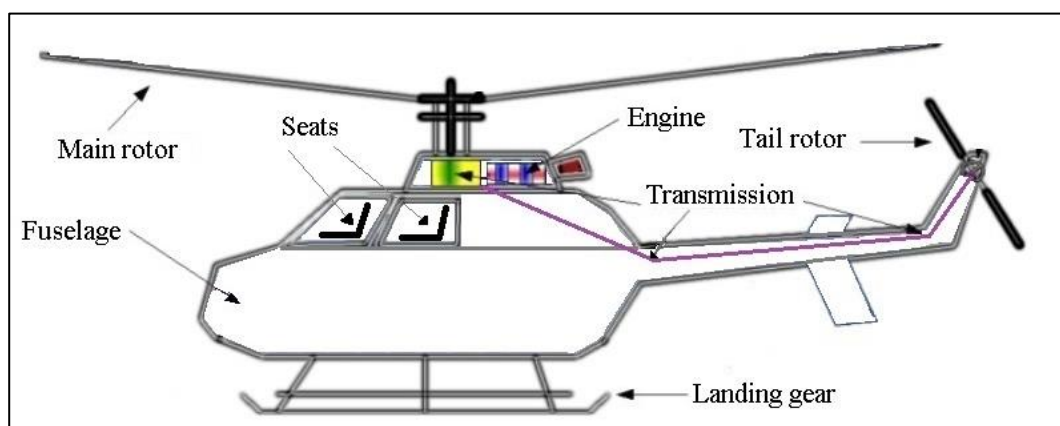 Main rotor
Seats
Engine
Tail rotor
Transmission
Fuselage
Landing gear